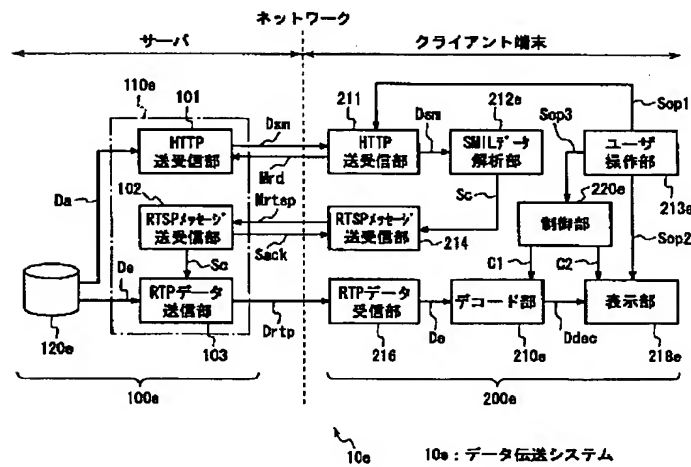 ネットワーク
サーバ
クライアント端末
110e
101
HTTP
送受信部
Dsm
Mrd
211
HTTP
送受信部
Dsm
212e
SMILデータ
解析部
Sop3
Sop1
ユーザ
操作部
213e
Da
102
RTSPメッセージ
送受信部
Mrtsp
Sack
RTSPメッセージ
送受信部
214
Sc
220e
制御部
Sop2
De
Sc
C1
C2
120e
RTPデータ
送信部
103
Drtp
RTPデータ
受信部
216
De
デコード部
210e
Ddec
表示部
218e
100e
200e
10e
10e:データ伝送システム